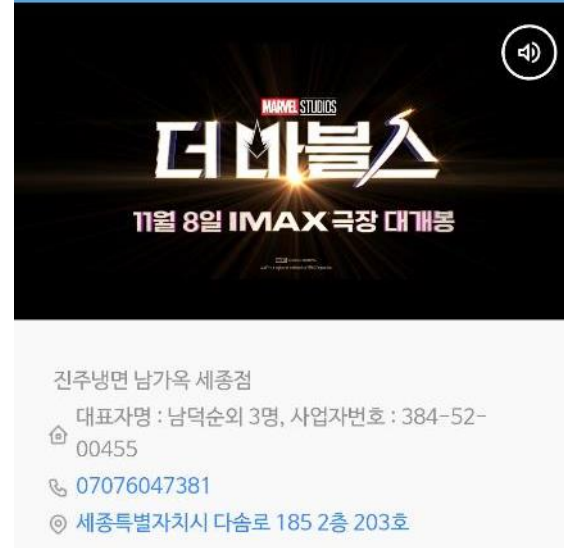 MARVEL STUDIOS
더 마블스
11월 8일 IMAX 극장 대개봉
진주냉면 남가옥 세종점
대표자명 : 남덕순외 3명, 사업자번호 : 384-52-
00455
07076047381
세종특별자치시 다솜로 185 2층 203호